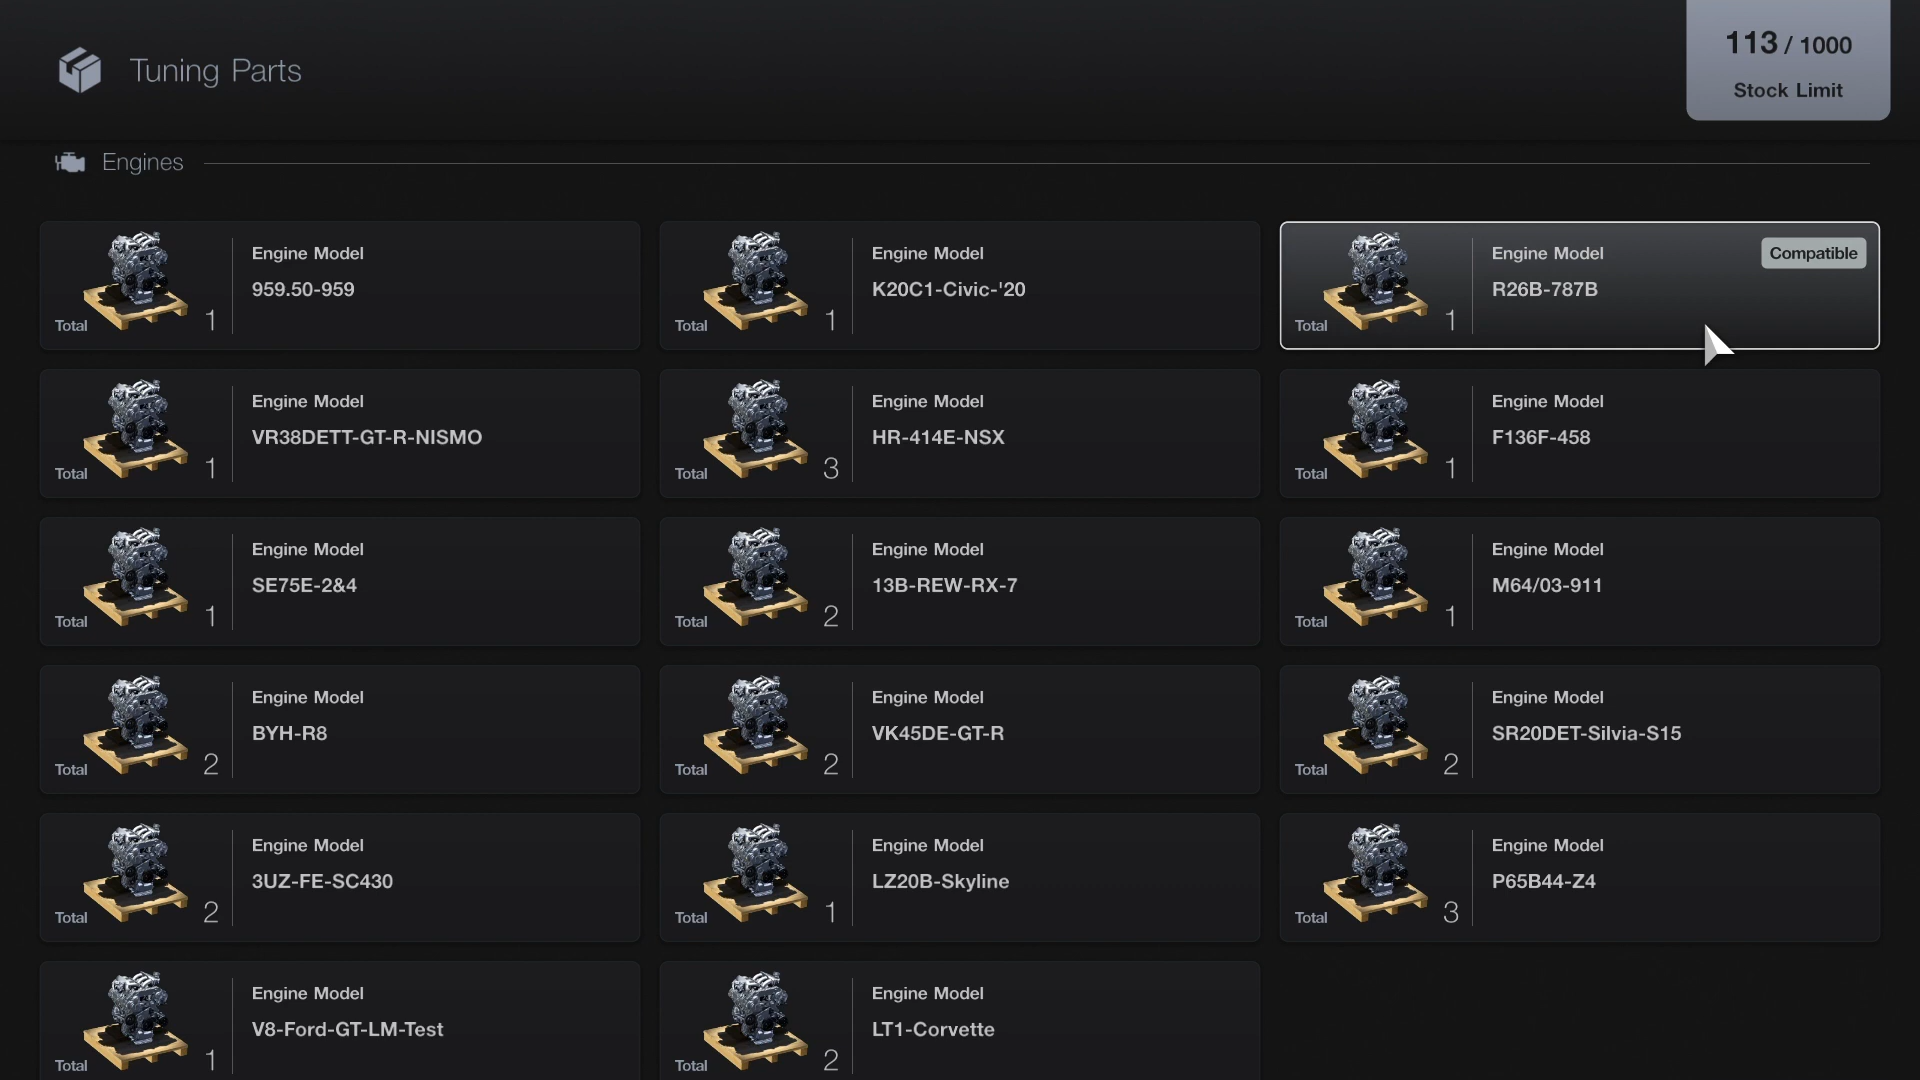 Tuning Parts
113 / 1000
Stock Limit
Engines
Engine Model
959.50-959
Total 1
Engine Model
K20C1-Civic-'20
Total 1
Engine Model
Compatible
R26B-787B
Total 1
Engine Model
VR38DETT-GT-R-NISMO
Total 1
Engine Model
HR-414E-NSX
Total 3
Engine Model
F136F-458
Total 1
Engine Model
SE75E-2&4
Total 1
Engine Model
13B-REW-RX-7
Total 2
Engine Model
M64/03-911
Total 1
Engine Model
BYH-R8
Total 2
Engine Model
VK45DE-GT-R
Total 2
Engine Model
SR20DET-Silvia-S15
Total 2
Engine Model
3UZ-FE-SC430
Total 2
Engine Model
LZ20B-Skyline
Total 1
Engine Model
P65B44-Z4
Total 3
Engine Model
V8-Ford-GT-LM-Test
Total 1
Engine Model
LT1-Corvette
Total 2